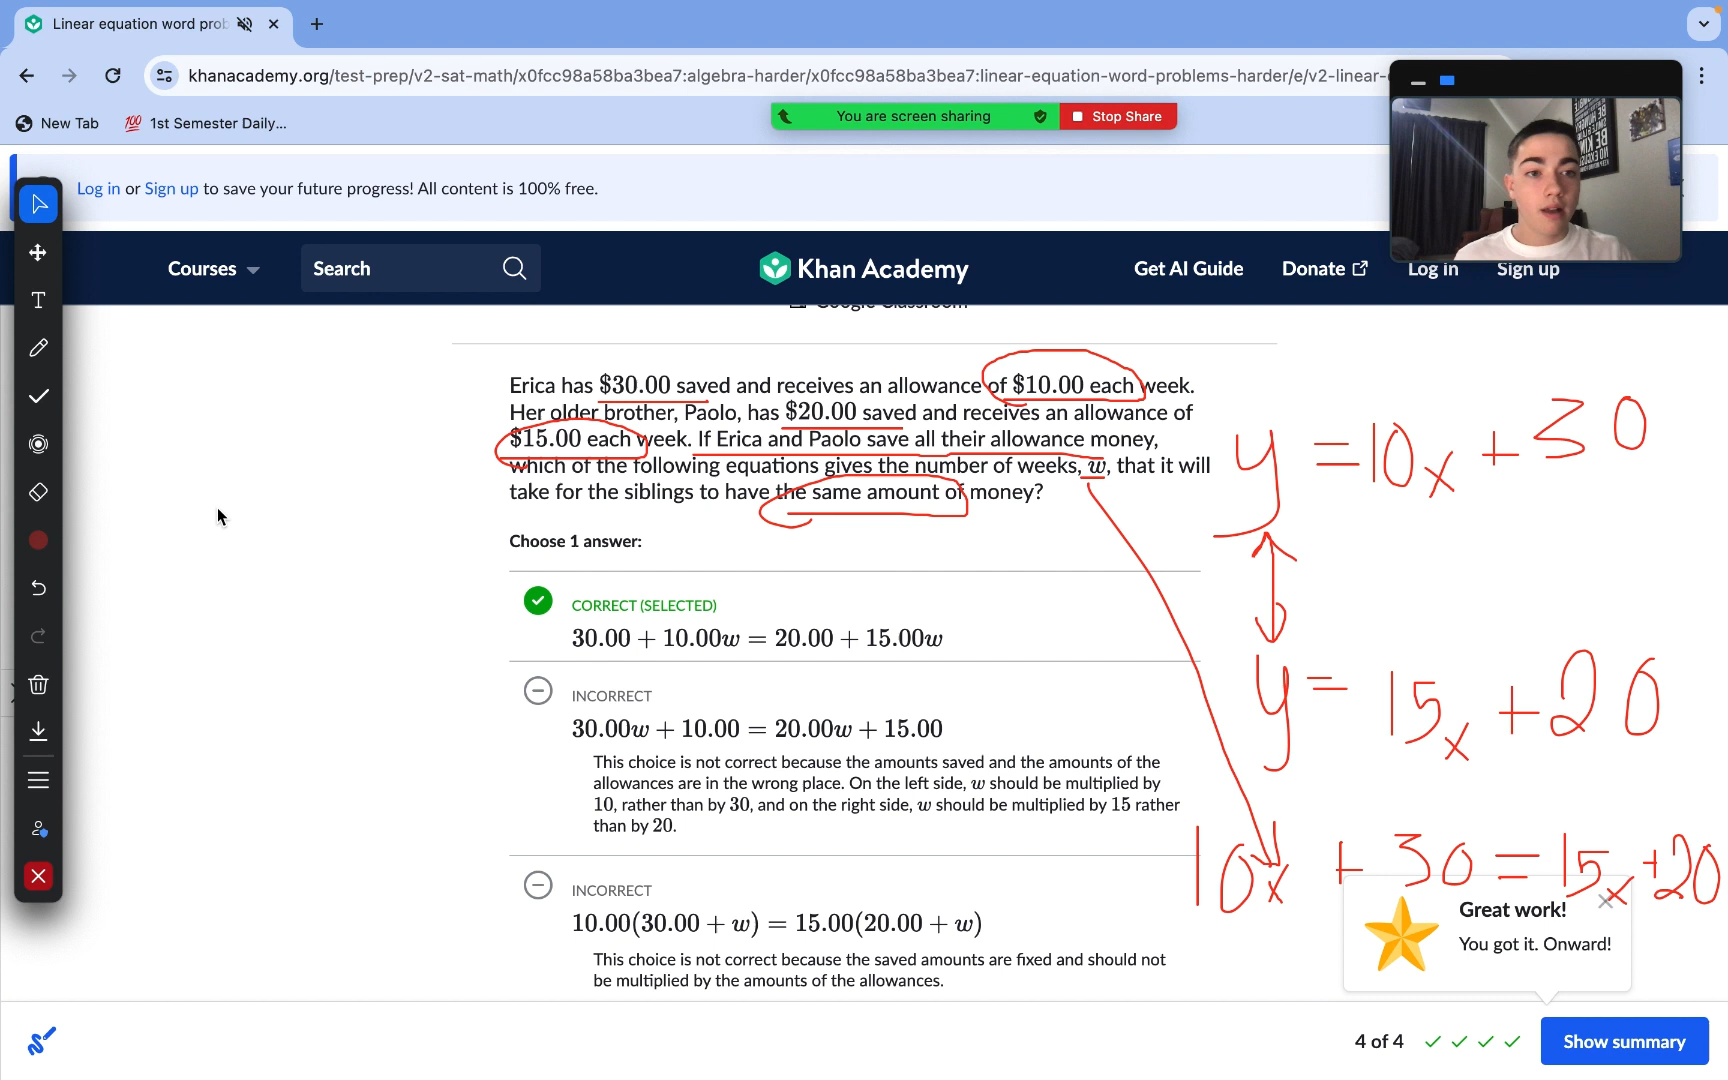 Linear equation word prob
khanacademy.org/test-prep/v2-sat-math/x0fcc98a58ba3bea7:algebra-harder/x0fcc98a58ba3bea7:linear-equation-word-problems-harder/e/v2-linear-
New Tab
1st Semester Daily...
You are screen sharing
Stop Share
Log in or Sign up to save your future progress! All content is 100% free.
Courses
Search
Khan Academy
Get AI Guide
Donate
Log in
Sign up
Google Classroom
Erica has $30.00 saved and receives an allowance of $10.00 each week.
Her older brother, Paolo, has $20.00 saved and receives an allowance of
$15.00 each week. If Erica and Paolo save all their allowance money,
which of the following equations gives the number of weeks, w, that it will
take for the siblings to have the same amount of money?
y = 10x + 30
Choose 1 answer:
CORRECT (SELECTED)
30.00 + 10.00w = 20.00 + 15.00w
y = 15x + 20
INCORRECT
30.00w + 10.00 = 20.00w + 15.00
This choice is not correct because the amounts saved and the amounts of the
allowances are in the wrong place. On the left side, w should be multiplied by
10, rather than by 30, and on the right side, w should be multiplied by 15 rather
than by 20.
10x + 30 = 15x + 20
INCORRECT
10.00(30.00 + w) = 15.00(20.00 + w)
This choice is not correct because the saved amounts are fixed and should not
be multiplied by the amounts of the allowances.
Great work!
You got it. Onward!
4 of 4
Show summary